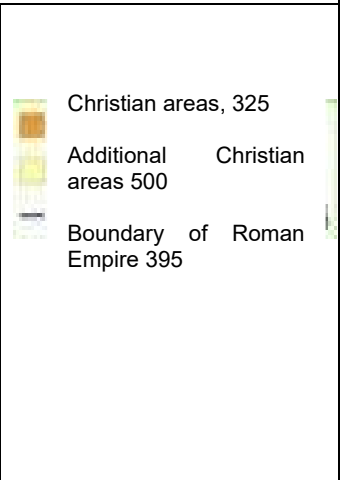 Christian areas, 325
Additional Christian
areas 500
Boundary of Roman
Empire 395